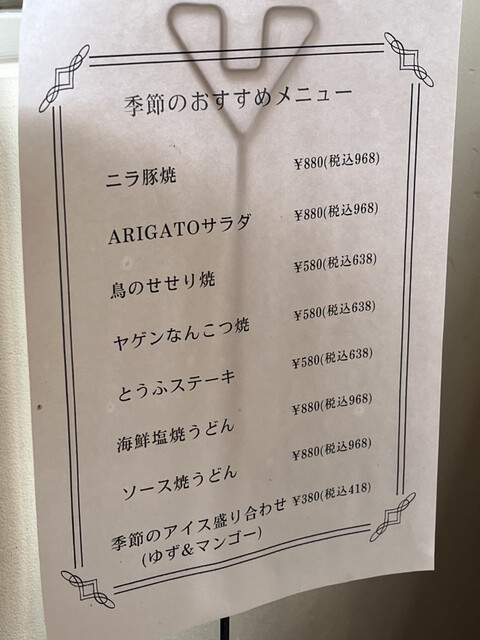 季節のおすすめメニュー
ニラ豚焼 ¥880(税込968)
ARIGATOサラダ ¥880(税込968)
鳥のせせり焼 ¥580(税込638)
ヤゲンなんこつ焼 ¥580(税込638)
とうふステーキ ¥580(税込638)
海鮮塩焼うどん ¥880(税込968)
ソース焼うどん ¥880(税込968)
季節のアイス盛り合わせ ¥380(税込418)
(ゆず&マンゴー)